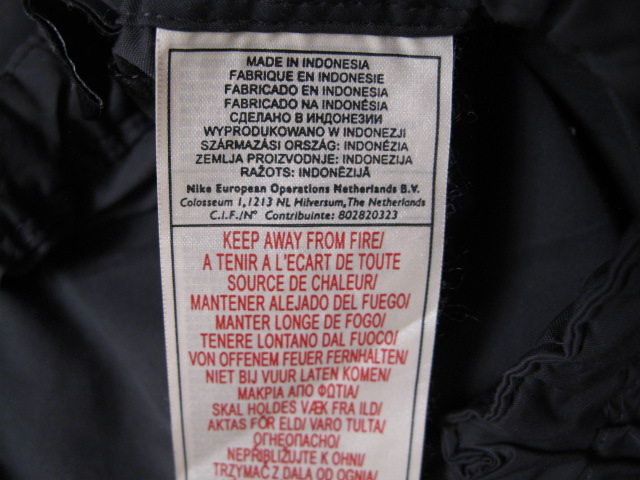 MADE IN INDONESIA
FABRIQUE EN INDONESIE
FABRICADO EN INDONESIA
FABRICADO NA INDONÉSIA
СДЕЛАНО В ИНДОНЕЗИИ
WYPRODUKOWANO W INDONEZJI
SZÁRMAZÁSI ORSZÁG: INDONÉZIA
ZEMLJA PROIZVODNJE: INDONEZIJA
RAŽOTS: INDONĒZIJĀ
Nike European Operations Netherlands B.V.
Colosseum 1, 1213 NL Hilversum, The Netherlands
C.I.F./N° Contribuinte: 802820323
KEEP AWAY FROM FIRE/
A TENIR A L'ECART DE TOUTE
SOURCE DE CHALEUR/
MANTENER ALEJADO DEL FUEGO/
MANTER LONGE DE FOGO/
TENERE LONTANO DAL FUOCO/
VON OFFENEM FEUER FERNHALTEN/
NIET BIJ VUUR LATEN KOMEN/
ΜΑΚΡΙΑ ΑΠΟ ΦΩΤΙΑ/
SKAL HOLDES VÆK FRA ILD/
AKTAS FÖR ELD/ VARO TULTA/
ОГНЕОПАСНО/
NEPŘIBLIŽUJTE K OHNI/
TRZYMAĆ Z DALA OD OGNIA/